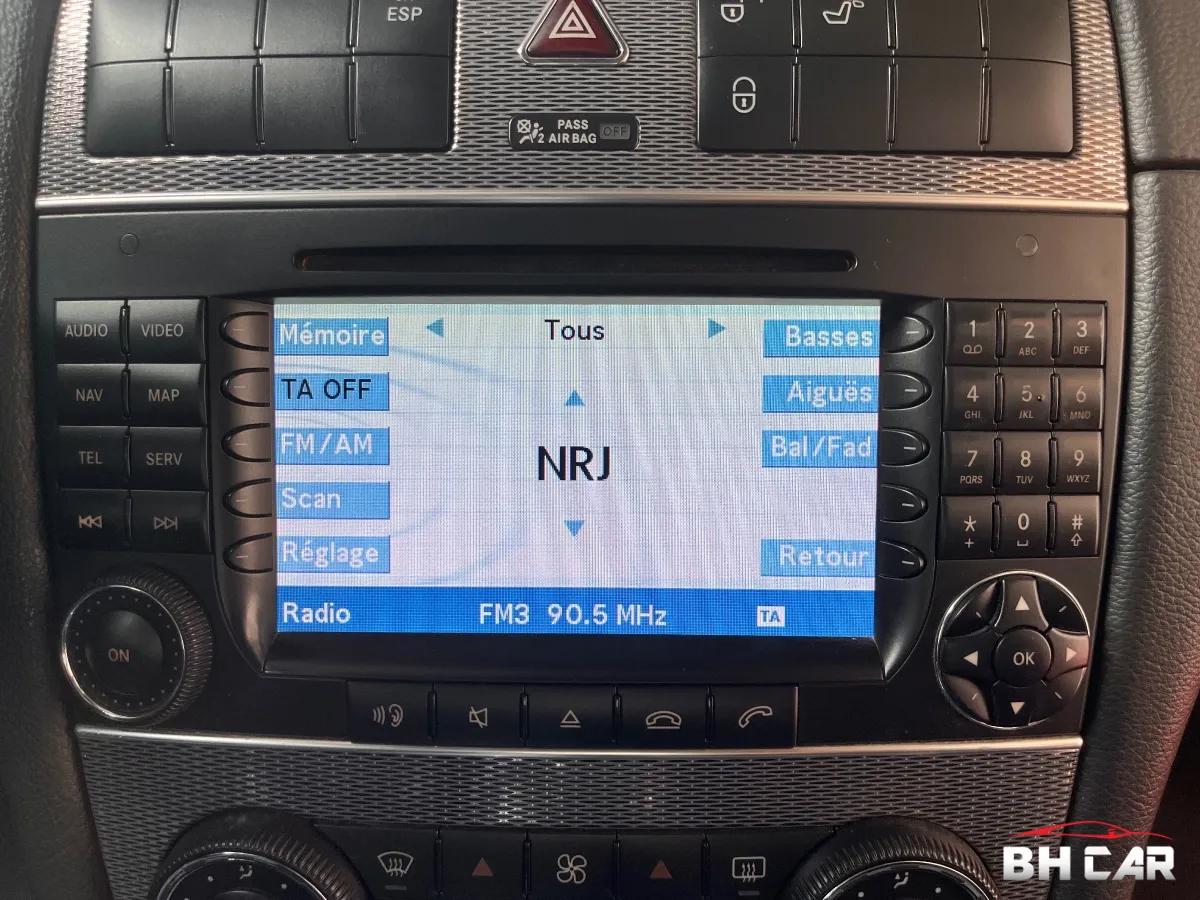 ESP
PASS
2 AIR BAG OFF
AUDIO VIDEO
NAV MAP
TEL SERV
Mémoire Tous Basses
TA OFF Aiguës
FM/AM Bal/Fad
Scan NRJ
Réglage Retour
Radio FM3 90.5 MHz TA
1 2 ABC 3 DEF
4 GHI 5 JKL 6 MNO
7 PQRS 8 TUV 9 WXYZ
* + 0 #
ON
OK
BH CAR